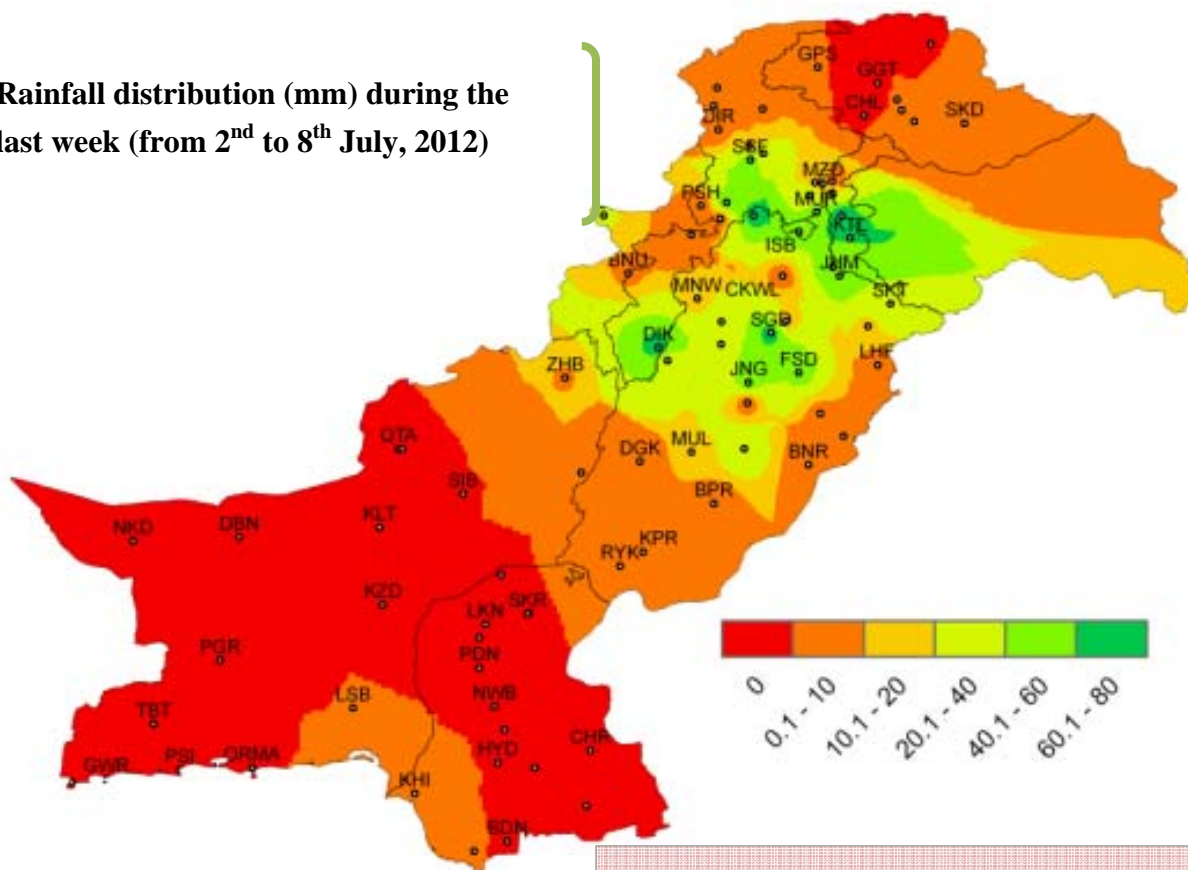 Rainfall distribution (mm) during the
last week (from 2nd to 8th July, 2012)
GPS
GGT
CHL
SKD
DIR
SSF
MZD
PSH
MUR
KTL
ISB
BNU
JHM
MNW
CKWL
SKT
SGD
DIK
LHR
ZHB
JNG
FSD
QTA
DGK
MUL
BNR
SIB
BPR
NKD
DBN
KLT
KPR
RYK
KZD
LKN
SKR
PGR
PDN
LSB
NWB
TBT
HYD
CHR
GWR
PSI
ORMA
KHI
BDN
0
0.1 - 10
10.1 - 20
20.1 - 40
40.1 - 60
60.1 - 80